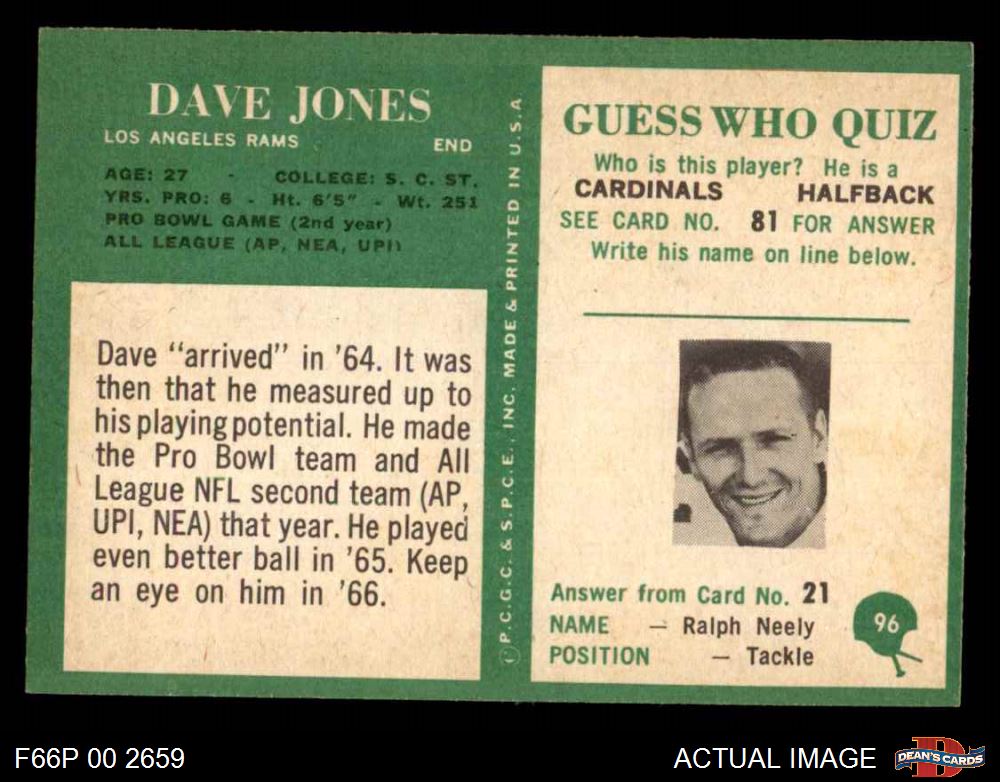 DAVE JONES
LOS ANGELES RAMS END
AGE: 27 - COLLEGE: S. C. ST.
YRS. PRO: 6 - Ht. 6'5" - Wt. 251
PRO BOWL GAME (2nd year)
ALL LEAGUE (AP, NEA, UPI)
Dave "arrived" in '64. It was
then that he measured up to
his playing potential. He made
the Pro Bowl team and All
League NFL second team (AP,
UPI, NEA) that year. He played
even better ball in '65. Keep
an eye on him in '66.
© P.C.G.C. & S.P.C.E., INC. MADE & PRINTED IN U.S.A.
GUESS WHO QUIZ
Who is this player? He is a
CARDINALS HALFBACK
SEE CARD NO. 81 FOR ANSWER
Write his name on line below.
Answer from Card No. 21
NAME — Ralph Neely
POSITION — Tackle
96
F66P 00 2659
ACTUAL IMAGE
DEAN'S CARDS